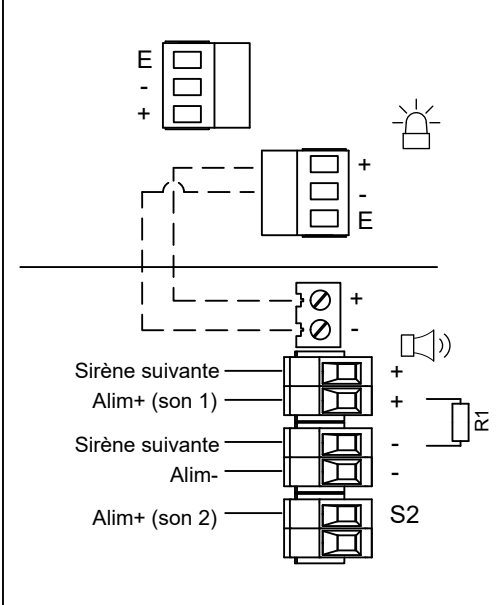 E
-
+
+
-
E
+
-
Sirène suivante +
Alim+ (son 1) +
R1
Sirène suivante -
Alim- -
Alim+ (son 2) S2